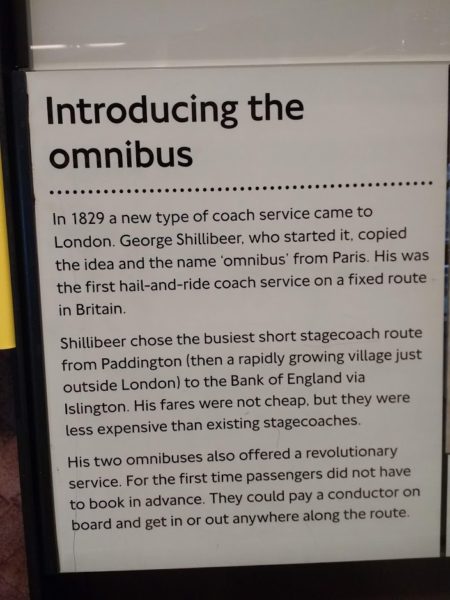 Introducing the
omnibus
In 1829 a new type of coach service came to
London. George Shillibeer, who started it, copied
the idea and the name ‘omnibus’ from Paris. His was
the first hail-and-ride coach service on a fixed route
in Britain.
Shillibeer chose the busiest short stagecoach route
from Paddington (then a rapidly growing village just
outside London) to the Bank of England via
Islington. His fares were not cheap, but they were
less expensive than existing stagecoaches.
His two omnibuses also offered a revolutionary
service. For the first time passengers did not have
to book in advance. They could pay a conductor on
board and get in or out anywhere along the route.